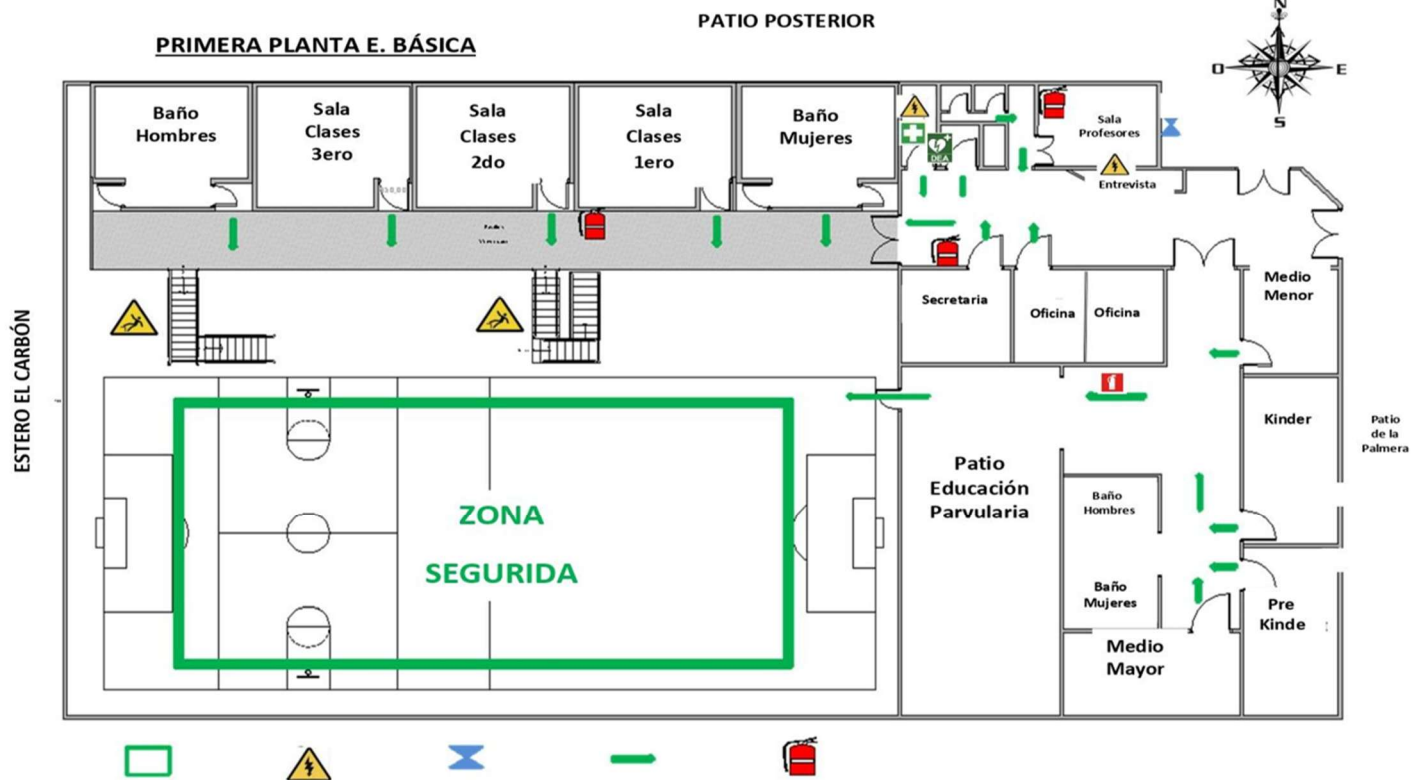 PATIO POSTERIOR
PRIMERA PLANTA E. BÁSICA
N
O
E
S
Baño
Hombres
Sala
Clases
3ero
Sala
Clases
2do
Sala
Clases
1ero
Baño
Mujeres
DEA
Sala
Profesores
Entrevista
Secretaria
Oficina
Oficina
Medio
Menor
ESTERO EL CARBÓN
Kinder
Patio
de la
Palmera
Patio
Educación
Parvularia
ZONA
SEGURIDA
Baño
Hombres
Baño
Mujeres
Pre
Kinde
Medio
Mayor